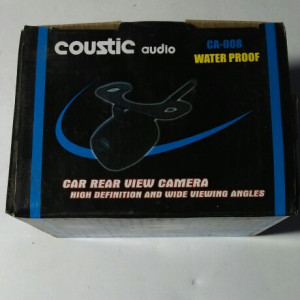 COUSTIC audio
CA-008
WATER PROOF
CAR REAR VIEW CAMERA
HIGH DEFINITION AND WIDE VIEWING ANGLES